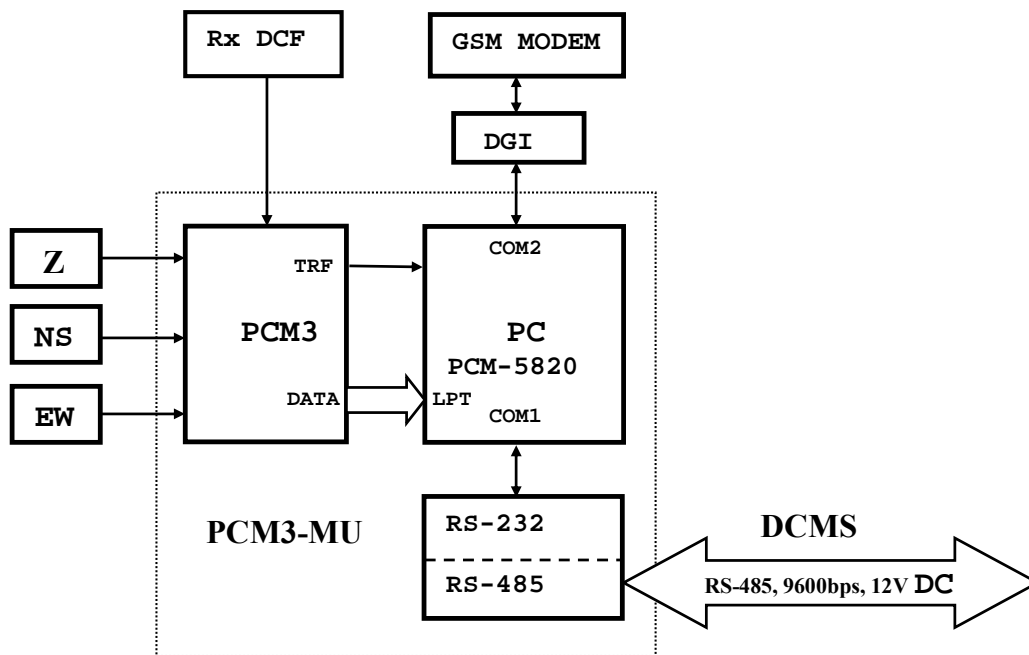 Rx DCF
GSM MODEM
DGI
Z
NS
EW
TRF
PCM3
DATA
COM2
PC
PCM-5820
LPT
COM1
PCM3-MU
RS-232
RS-485
DCMS
RS-485, 9600bps, 12V DC